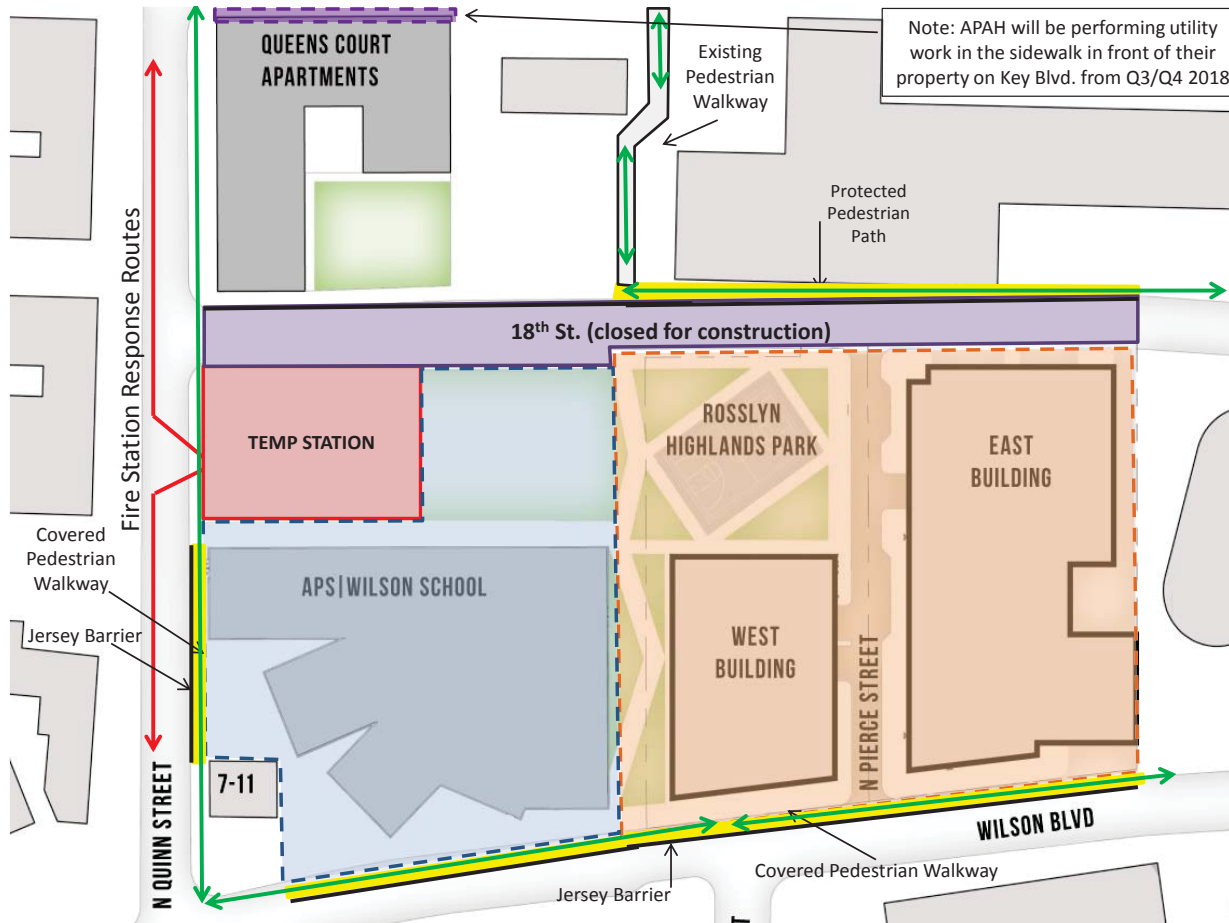 Note: APAH will be performing utility
work in the sidewalk in front of their
property on Key Blvd. from Q3/Q4 2018
QUEENS COURT
APARTMENTS
Existing
Pedestrian
Walkway
Protected
Pedestrian
Path
Fire Station Response Routes
18th St. (closed for construction)
TEMP STATION
ROSSLYN
HIGHLANDS PARK
EAST
BUILDING
Covered
Pedestrian
Walkway
APS|WILSON SCHOOL
Jersey Barrier
WEST
BUILDING
N PIERCE STREET
7-11
N QUINN STREET
WILSON BLVD
Covered Pedestrian Walkway
Jersey Barrier